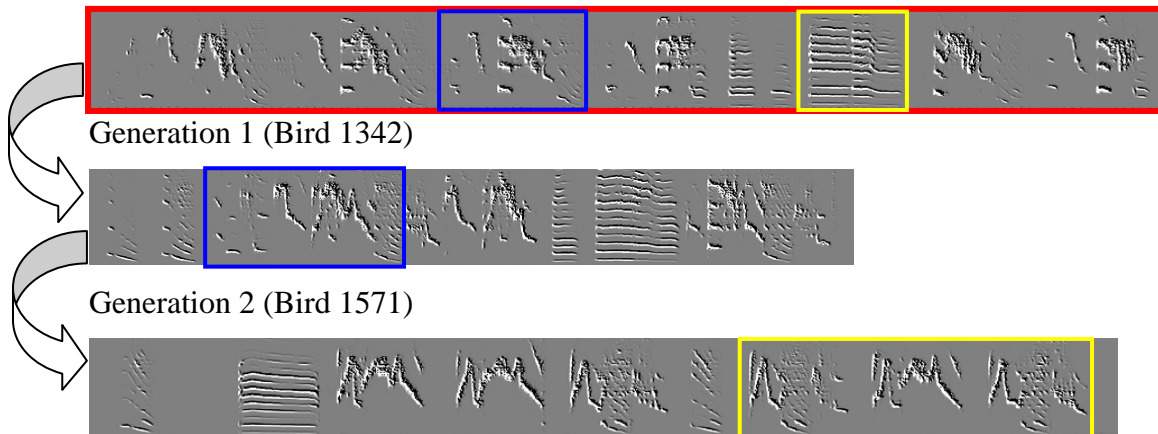 Generation 1 (Bird 1342)
Generation 2 (Bird 1571)